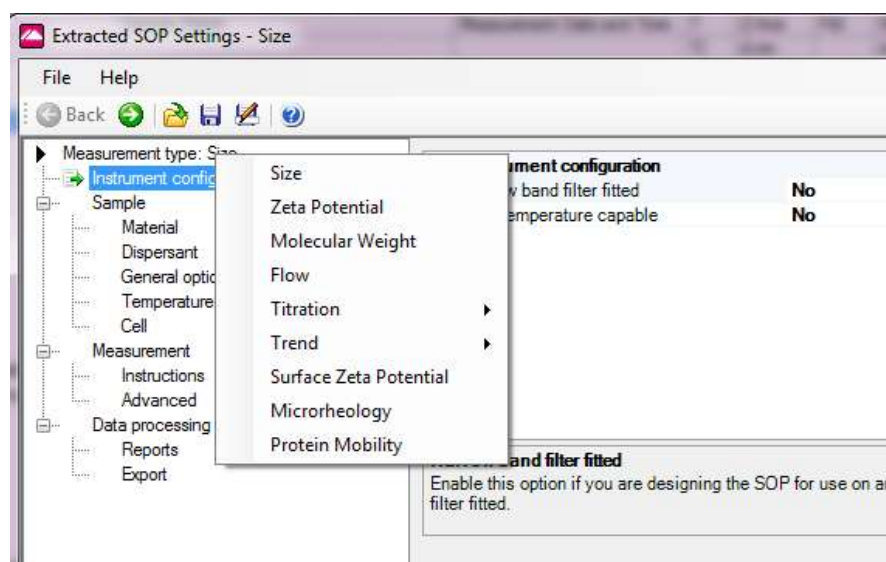 Extracted SOP Settings - Size
File Help
Back
Measurement type: Size
Instrument config
Sample
Material
Dispersant
General optio
Temperature
Cell
Measurement
Instructions
Advanced
Data processing
Reports
Export
Size
Zeta Potential
Molecular Weight
Flow
Titration
Trend
Surface Zeta Potential
Microrheology
Protein Mobility
ument configuration
w band filter fitted No
emperature capable No
and filter fitted
Enable this option if you are designing the SOP for use on a
filter fitted.